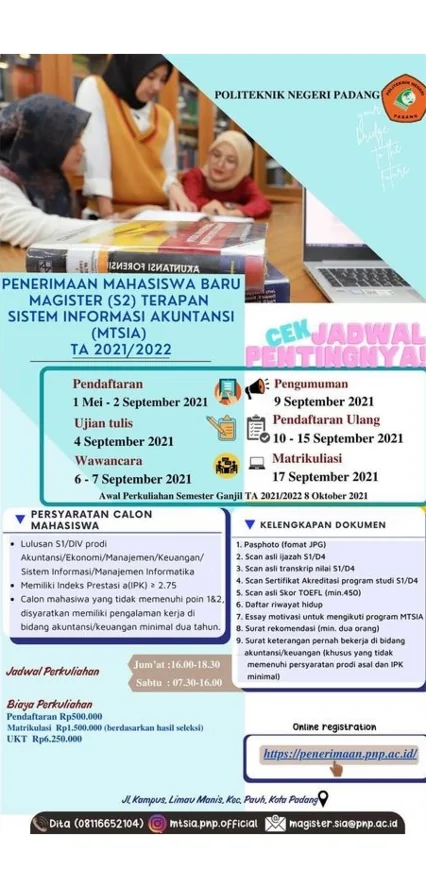 POLITEKNIK NEGERI PADANG
POLITEKNIK NEGERI
PADANG
your
Bridge
to the
Future
AKUNTANSI FORENSIK
PENERIMAAN MAHASISWA BARU
MAGISTER (S2) TERAPAN
SISTEM INFORMASI AKUNTANSI
(MTSIA)
TA 2021/2022
CEK JADWAL
PENTINGNYA!
Pendaftaran
1 Mei - 2 September 2021
Ujian tulis
4 September 2021
Wawancara
6 - 7 September 2021
Pengumuman
9 September 2021
Pendaftaran Ulang
10 - 15 September 2021
Matrikuliasi
17 September 2021
Awal Perkuliahan Semester Ganjil TA 2021/2022 8 Oktober 2021
PERSYARATAN CALON
MAHASISWA
• Lulusan S1/DIV prodi
Akuntansi/Ekonomi/Manajemen/Keuangan/
Sistem Informasi/Manajemen Informatika
• Memiliki Indeks Prestasi a(IPK) ≥ 2.75
• Calon mahasiswa yang tidak memenuhi poin 1&2,
disyaratkan memiliki pengalaman kerja di
bidang akuntansi/keuangan minimal dua tahun.
KELENGKAPAN DOKUMEN
1. Pasphoto (fomat JPG)
2. Scan asli ijazah S1/D4
3. Scan asli transkrip nilai S1/D4
4. Scan Sertifikat Akreditasi program studi S1/D4
5. Scan asli Skor TOEFL (min.450)
6. Daftar riwayat hidup
7. Essay motivasi untuk mengikuti program MTSIA
8. Surat rekomendasi (min. dua orang)
9. Surat keterangan pernah bekerja di bidang
akuntansi/keuangan (khusus yang tidak
memenuhi persyaratan prodi asal dan IPK
minimal)
Jadwal Perkuliahan
Jum'at :16.00-18.30
Sabtu : 07.30-16.00
Biaya Perkuliahan
Pendaftaran Rp500.000
Matrikulasi Rp1.500.000 (berdasarkan hasil seleksi)
UKT Rp6.250.000
Online registration
https://penerimaan.pnp.ac.id/
Jl, Kampus, Limau Manis, Kec, Pauh, Kota Padang
Dita (08116652104) mtsia.pnp.official magister.sia@pnp.ac.id